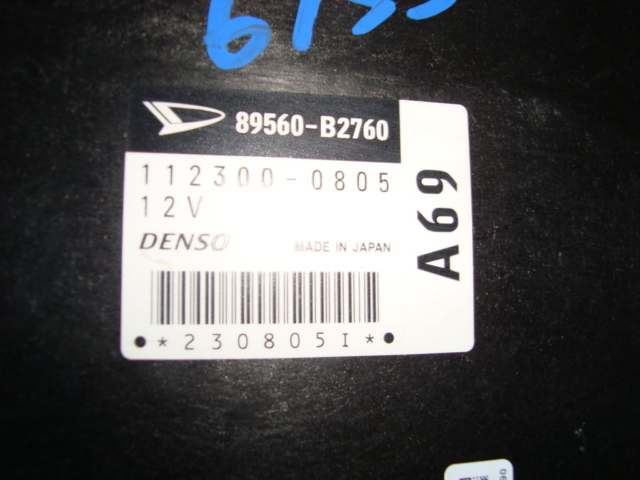 89560-B2760
112300-0805
12V
DENSO MADE IN JAPAN
*230805I*
A69